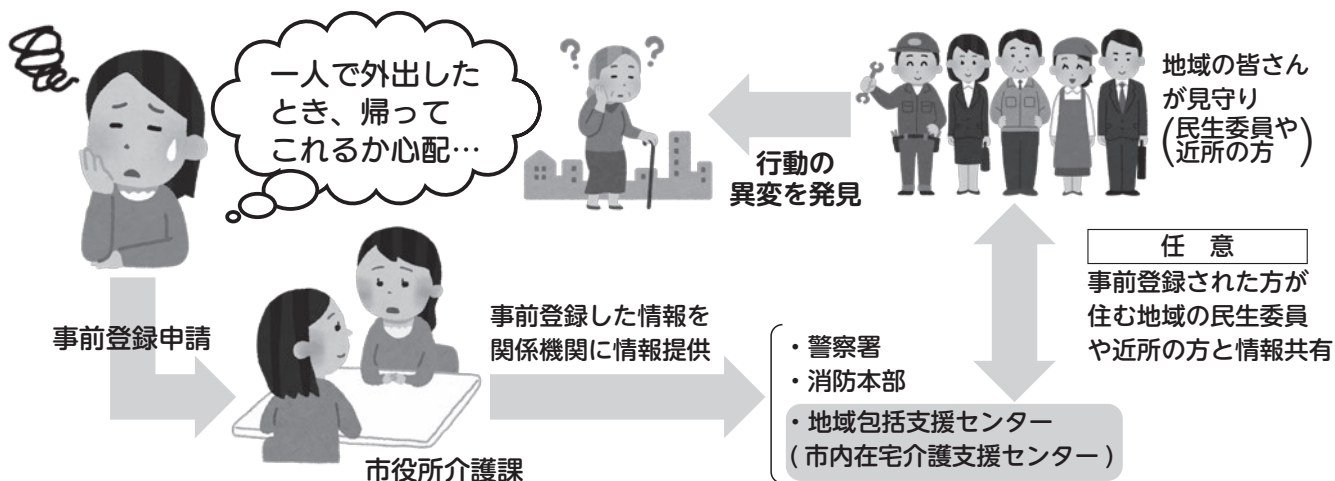 一人で外出した
とき、帰って
これるか心配…
？
？
行動の
異変を発見
地域の皆さん
が見守り
(民生委員や
近所の方)
任　意
事前登録された方が
住む地域の民生委員
や近所の方と情報共有
事前登録申請
市役所介護課
事前登録した情報を
関係機関に情報提供
・警察署
・消防本部
・地域包括支援センター
(市内在宅介護支援センター)